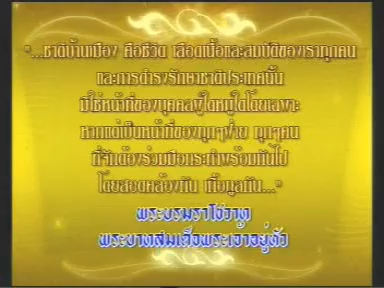 "...ชาติบ้านเมือง คือชีวิต เลือดเนื้อและสมบัติของเราทุกคน
และการดำรงรักษาชาติประเทศนั้น
มิใช่หน้าที่ของบุคคลผู้ใดหมู่ใดโดยเฉพาะ
หากแต่เป็นหน้าที่ของทุกๆฝ่าย ทุกๆคน
ที่จะต้องร่วมมือกระทำพร้อมกันไป
โดยสอดคล้องกัน เกื้อกูลกัน..."
พระบรมราโชวาท
พระบาทสมเด็จพระเจ้าอยู่หัว